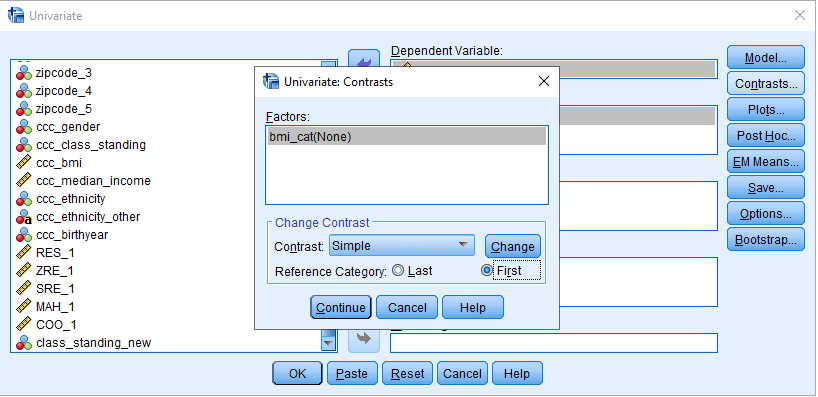 Univariate
zipcode_3
zipcode_4
zipcode_5
ccc_gender
ccc_class_standing
ccc_bmi
ccc_median_income
ccc_ethnicity
a ccc_ethnicity_other
ccc_birthyear
RES_1
ZRE_1
SRE_1
MAH_1
COO_1
class_standing_new
Dependent Variable:
Univariate: Contrasts
Factors:
bmi_cat(None)
Change Contrast
Contrast: Simple Change
Reference Category: Last First
Continue Cancel Help
Model...
Contrasts...
Plots...
Post Hoc...
EM Means...
Save...
Options...
Bootstrap...
OK Paste Reset Cancel Help